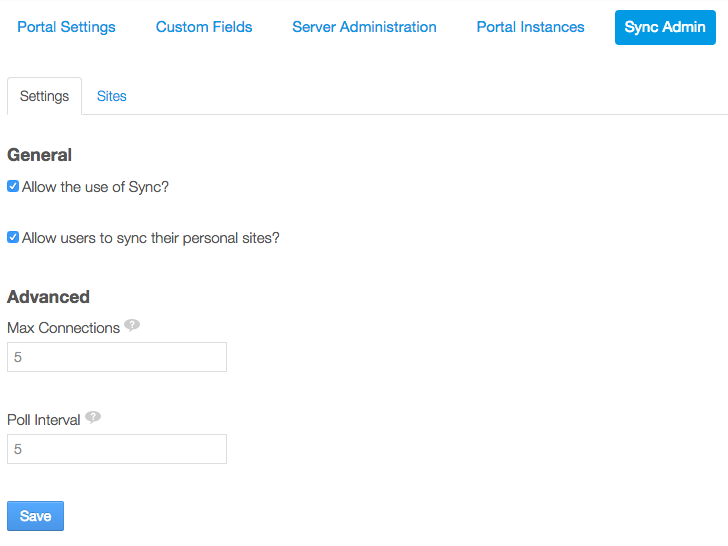 Portal Settings Custom Fields Server Administration Portal Instances Sync Admin
Settings Sites
General
Allow the use of Sync?
Allow users to sync their personal sites?
Advanced
Max Connections ?
5
Poll Interval ?
5
Save